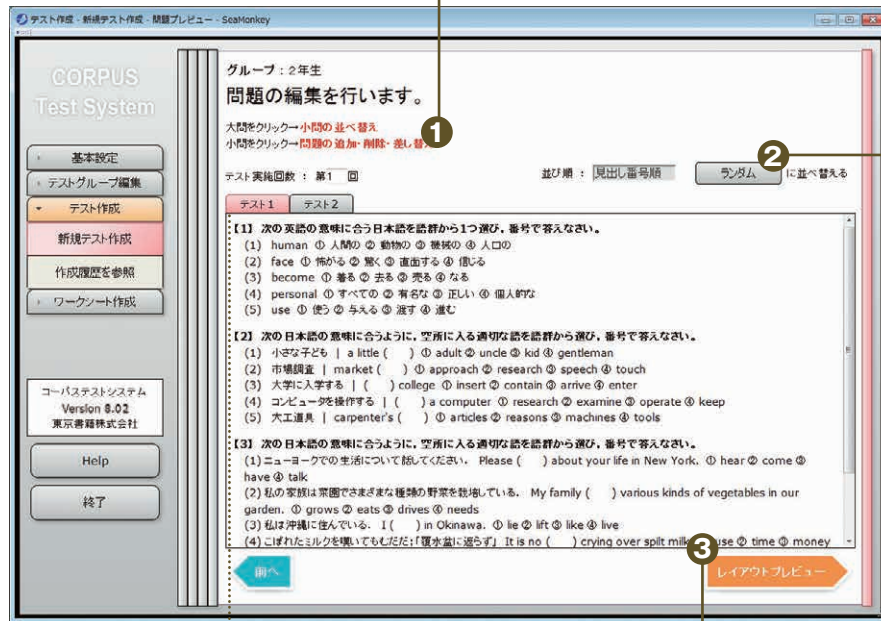 テスト作成 - 新規テスト作成 - 問題プレビュー - SeaMonkey
CORPUS
Test System
基本設定
テストグループ編集
テスト作成
新規テスト作成
作成履歴を参照
ワークシート作成
コーパステストシステム
Version 8.02
東京書籍株式会社
Help
終了
グループ：2年生
問題の編集を行います。
大問をクリック→小問の並べ替え
小問をクリック→問題の追加・削除・差し替え
❶
テスト実施回数 ： 第1 回
並び順 ： 見出し番号順
❷
ランダム に並べ替える
テスト1 テスト2
【1】 次の英語の意味に合う日本語を語群から1つ選び，番号で答えなさい。
(1) human ① 人間の ② 動物の ③ 機械の ④ 人口の
(2) face ① 怖がる ② 驚く ③ 直面する ④ 信じる
(3) become ① 着る ② 去る ③ 売る ④ なる
(4) personal ① すべての ② 有名な ③ 正しい ④ 個人的な
(5) use ① 使う ② 与える ③ 渡す ④ 進む
【2】 次の日本語の意味に合うように，空所に入る適切な語を語群から選び，番号で答えなさい。
(1) 小さな子ども | a little ( ) ① adult ② uncle ③ kid ④ gentleman
(2) 市場調査 | market ( ) ① approach ② research ③ speech ④ touch
(3) 大学に入学する | ( ) college ① insert ② contain ③ arrive ④ enter
(4) コンピュータを操作する | ( ) a computer ① research ② examine ③ operate ④ keep
(5) 大工道具 | carpenter's ( ) ① articles ② reasons ③ machines ④ tools
【3】 次の日本語の意味に合うように，空所に入る適切な語を語群から選び，番号で答えなさい。
(1) ニューヨークでの生活について話してください． Please ( ) about your life in New York. ① hear ② come ③
have ④ talk
(2) 私の家族は菜園でさまざまな種類の野菜を栽培している． My family ( ) various kinds of vegetables in our
garden. ① grows ② eats ③ drives ④ needs
(3) 私は沖縄に住んでいる． I ( ) in Okinawa. ① lie ② lift ③ like ④ live
(4) こぼれたミルクを嘆いてもむだだ；「覆水盆に返らず」 It is no ( ) crying over spilt milk use ② time ③ money
❸
前へ
レイアウトプレビュー